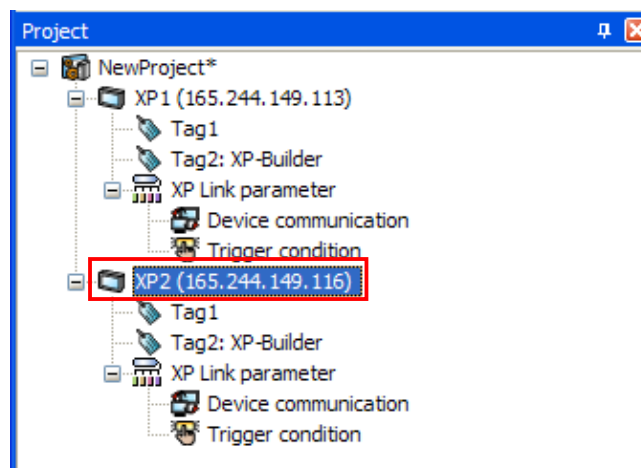 Project
NewProject*
XP1 (165.244.149.113)
Tag1
Tag2: XP-Builder
XP Link parameter
Device communication
Trigger condition
XP2 (165.244.149.116)
Tag1
Tag2: XP-Builder
XP Link parameter
Device communication
Trigger condition